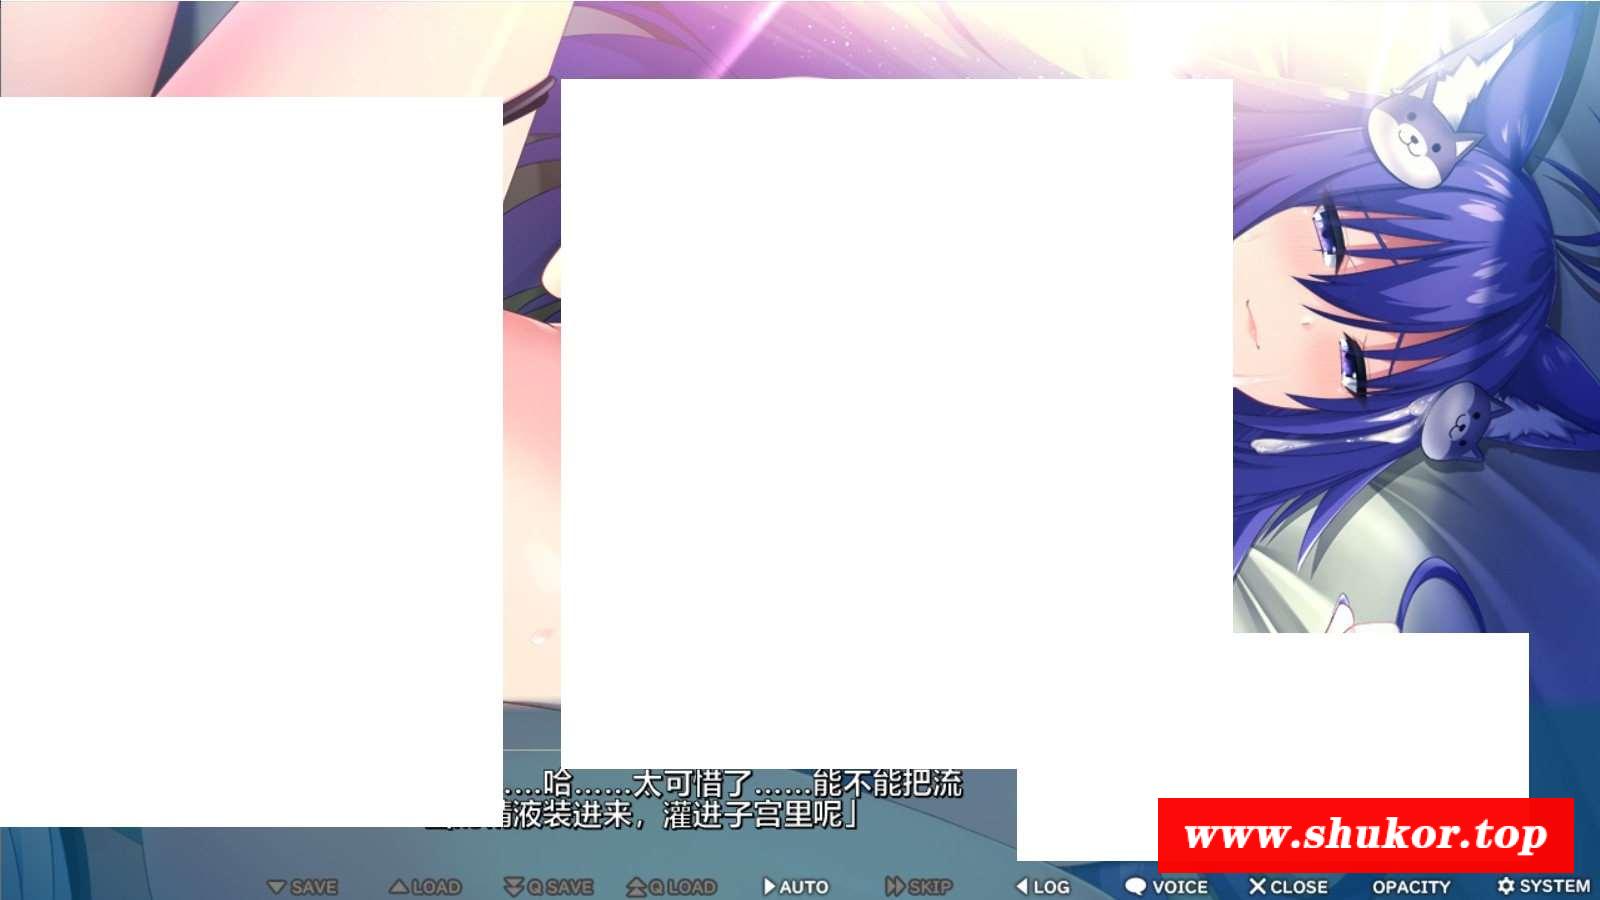 ……哈……太可惜了……能不能把流
精液装进来，灌进子宫里呢」
www.shukor.top
SAVE LOAD Q SAVE Q LOAD AUTO SKIP LOG VOICE CLOSE OPACITY SYSTEM